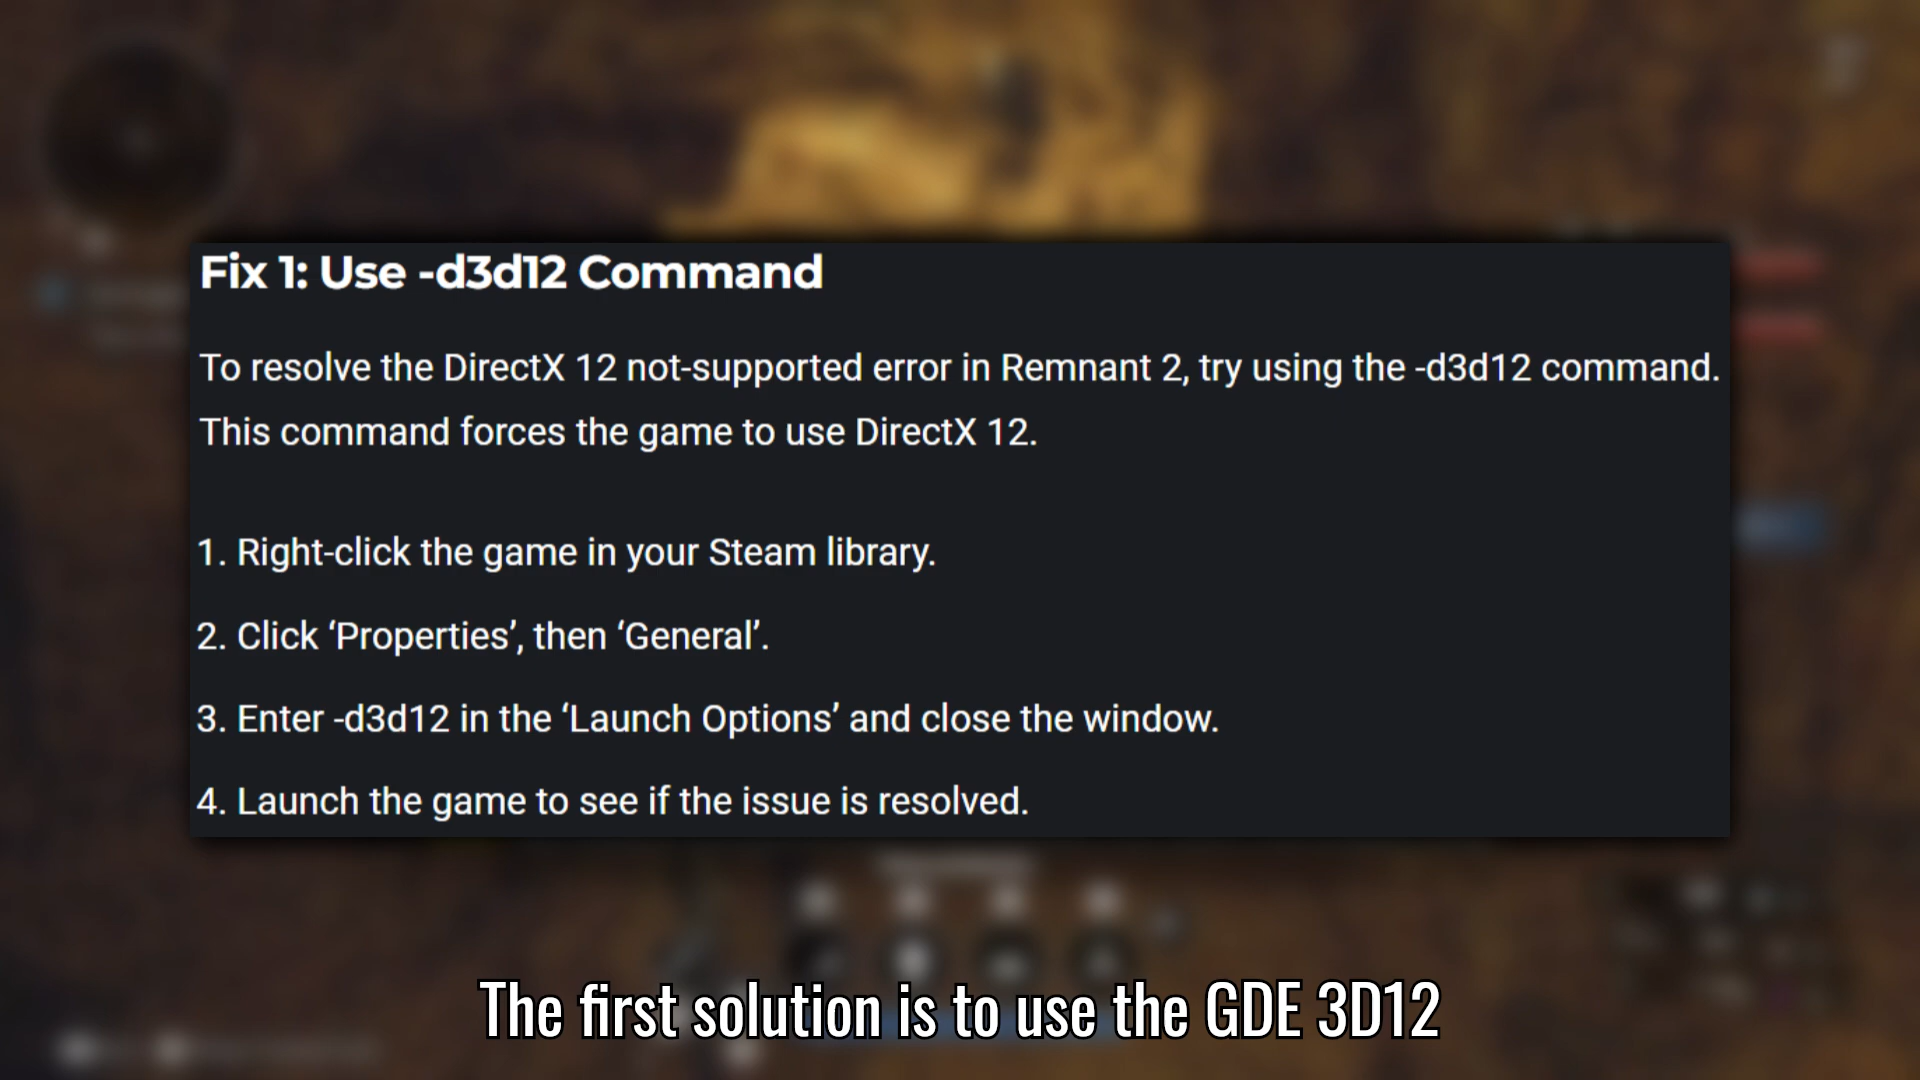 Fix 1: Use -d3d12 Command
To resolve the DirectX 12 not-supported error in Remnant 2, try using the -d3d12 command.
This command forces the game to use DirectX 12.
1. Right-click the game in your Steam library.
2. Click ‘Properties’, then ‘General’.
3. Enter -d3d12 in the ‘Launch Options’ and close the window.
4. Launch the game to see if the issue is resolved.
The first solution is to use the GDE 3D12